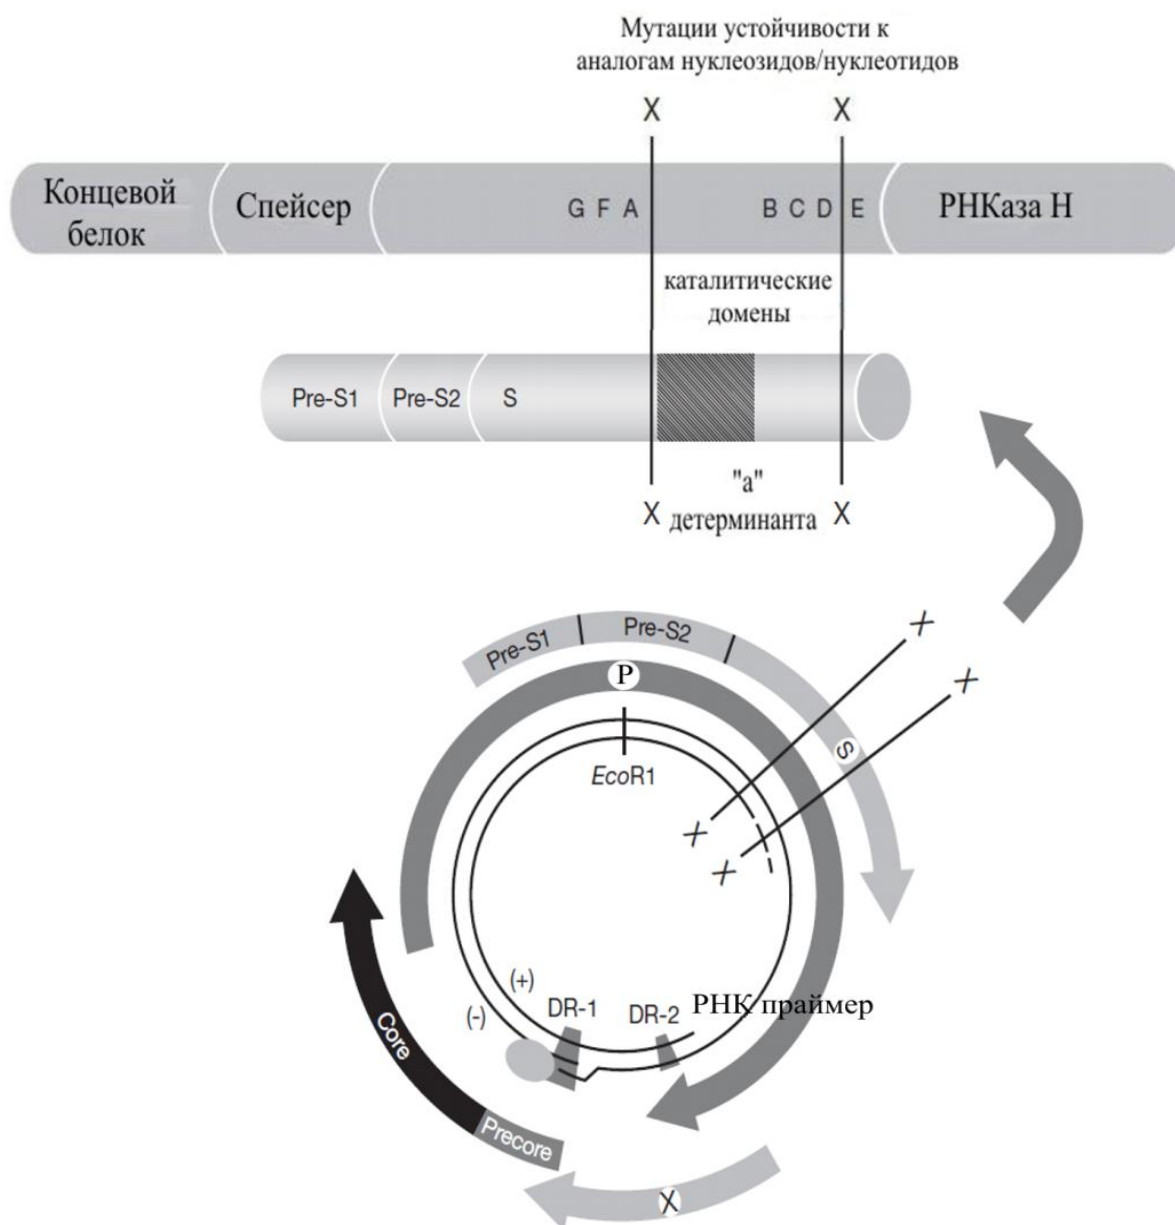 Мутации устойчивости к
аналогам нуклеозидов/нуклеотидов
X X
Концевой
белок
Спейсер
G F A
B C D E
РНКаза Н
каталитические
домены
Pre-S1 Pre-S2 S
"а"
детерминанта
X X
Pre-S1 Pre-S2
P
S
X
X
EcoR1
X
X
(+)
(-)
DR-1
DR-2
РНК праймер
Core
Precore
X